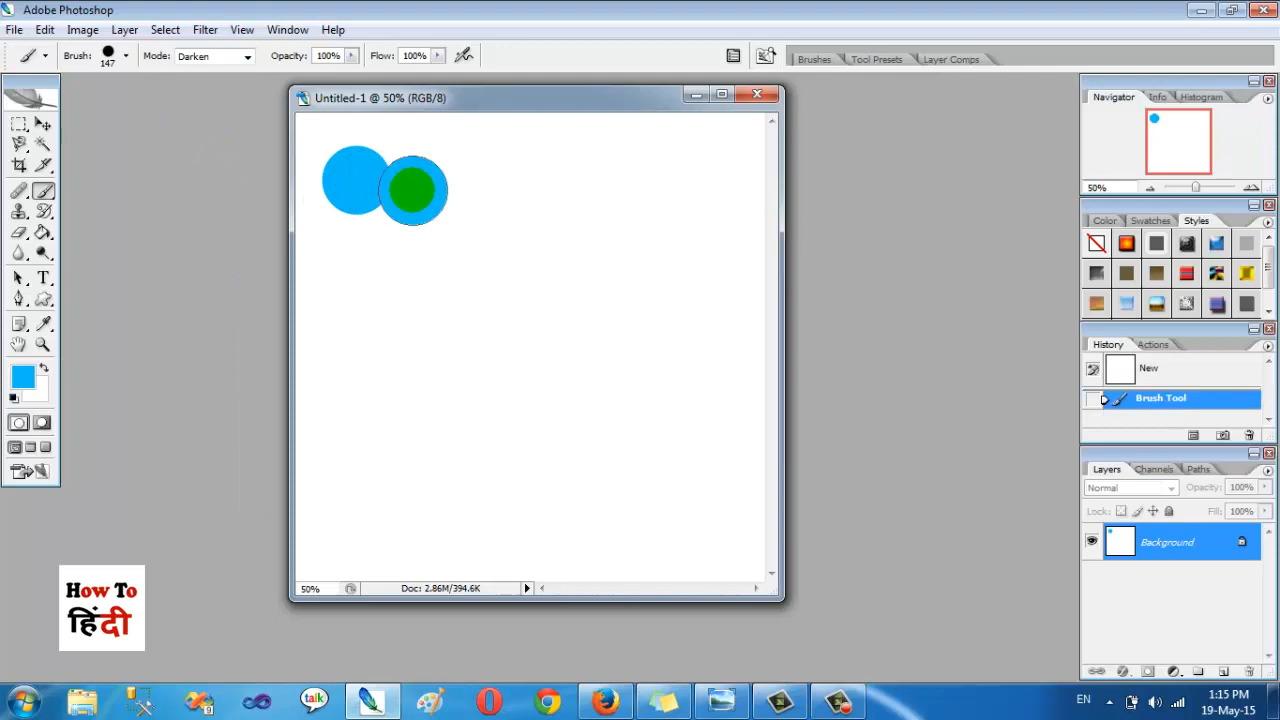 Adobe Photoshop
File Edit Image Layer Select Filter View Window Help
Brush: 147 Mode: Darken Opacity: 100% Flow: 100% Brushes Tool Presets Layer Comps
Untitled-1 @ 50% (RGB/8)
Navigator Info Histogram
50%
Color Swatches Styles
History Actions
New
Brush Tool
Layers Channels Paths
Normal Opacity: 100%
Lock: Fill: 100%
Background
50% Doc: 2.86M/394.6K
How To
हिंदी
talk
EN 1:15 PM
19-May-15